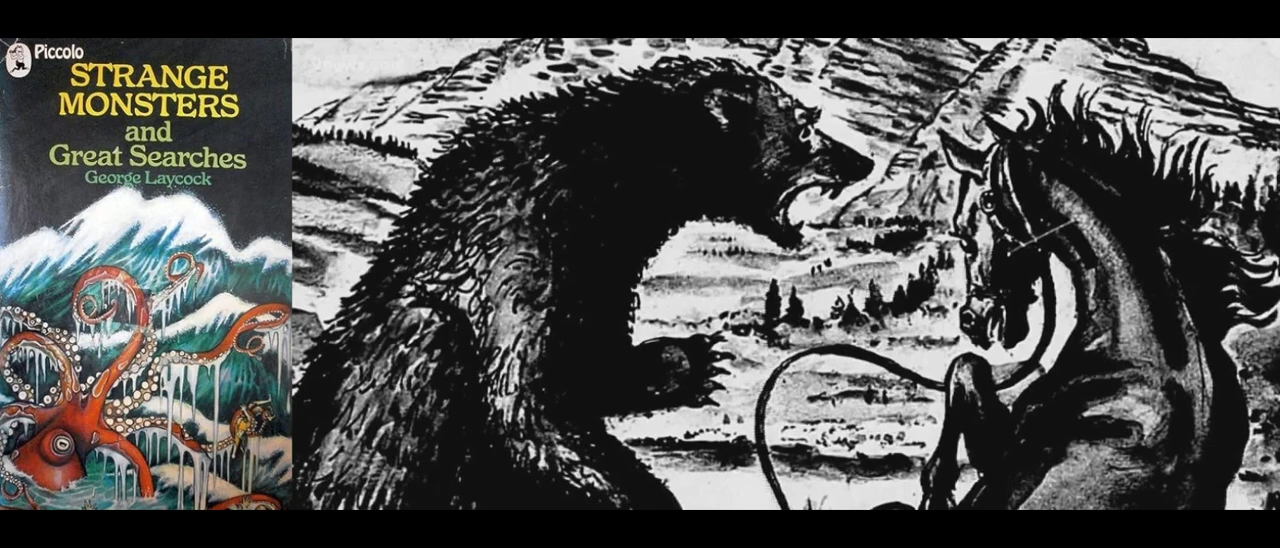 Piccolo
STRANGE
MONSTERS
and
Great Searches
George Laycock